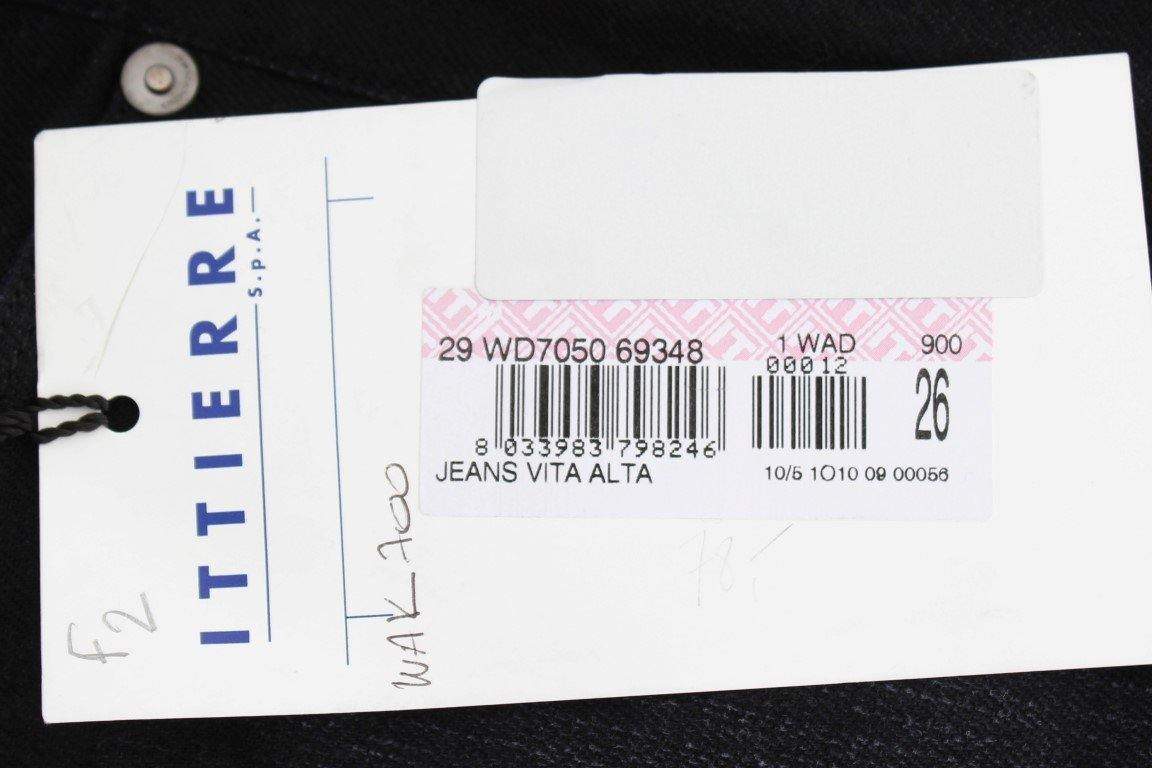 ITTIERRE
S.p.A.
29 WD7050 69348
1 WAD
900
00012
26
8 033983 798246
JEANS VITA ALTA
10/5 1O10 09 00056
WAK 700
F2
78,-